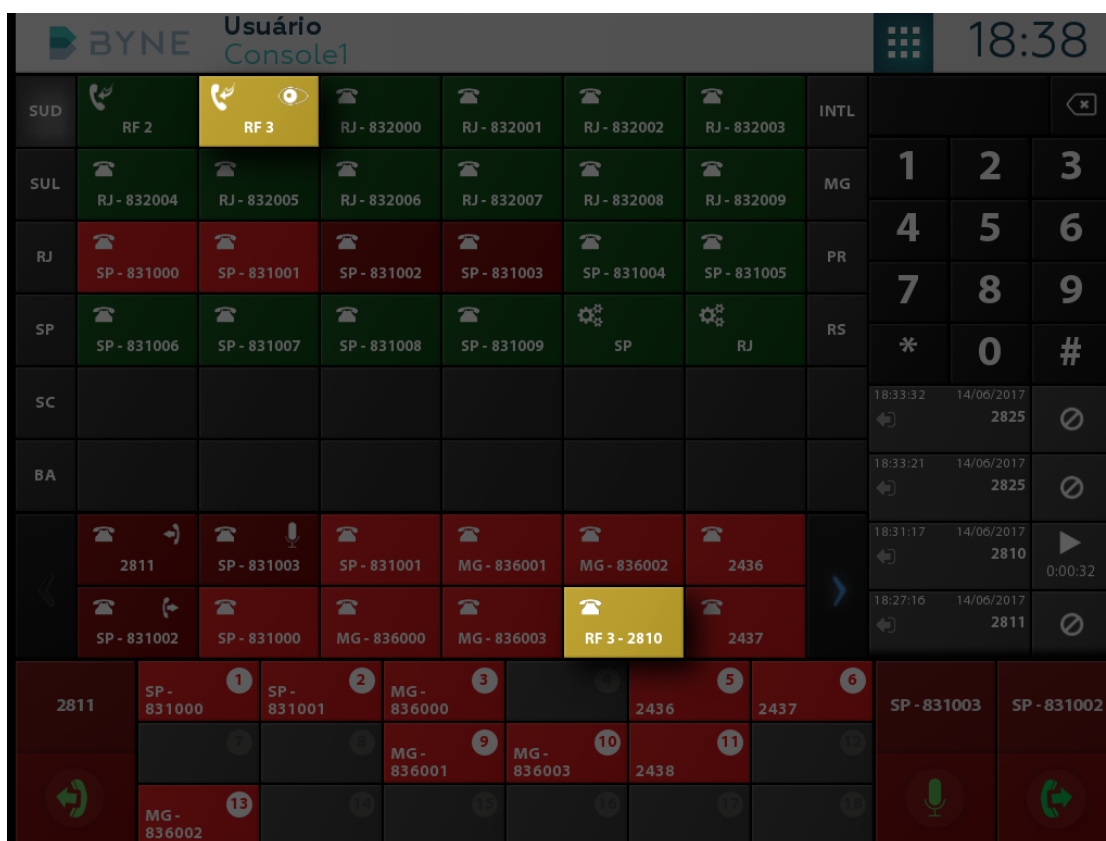 BYNE
Usuário
Console1
18:38
SUD
RF 2
RF 3
RJ - 832000
RJ - 832001
RJ - 832002
RJ - 832003
INTL
SUL
RJ - 832004
RJ - 832005
RJ - 832006
RJ - 832007
RJ - 832008
RJ - 832009
MG
RJ
SP - 831000
SP - 831001
SP - 831002
SP - 831003
SP - 831004
SP - 831005
PR
SP
SP - 831006
SP - 831007
SP - 831008
SP - 831009
SP
RJ
RS
SC
BA
2811
SP - 831003
SP - 831001
MG - 836001
MG - 836002
2436
SP - 831002
SP - 831000
MG - 836000
MG - 836003
RF 3 - 2810
2437
1 2 3
4 5 6
7 8 9
* 0 #
18:33:32 14/06/2017
2825
18:33:21 14/06/2017
2825
18:31:17 14/06/2017
2810
0:00:32
18:27:16 14/06/2017
2811
2811
1
SP -
831000
2
SP -
831001
3
MG -
836000
4
5
2436
6
2437
7
8
9
MG -
836001
10
MG -
836003
11
2438
12
13
MG -
836002
14
15
16
17
18
SP - 831003
SP - 831002